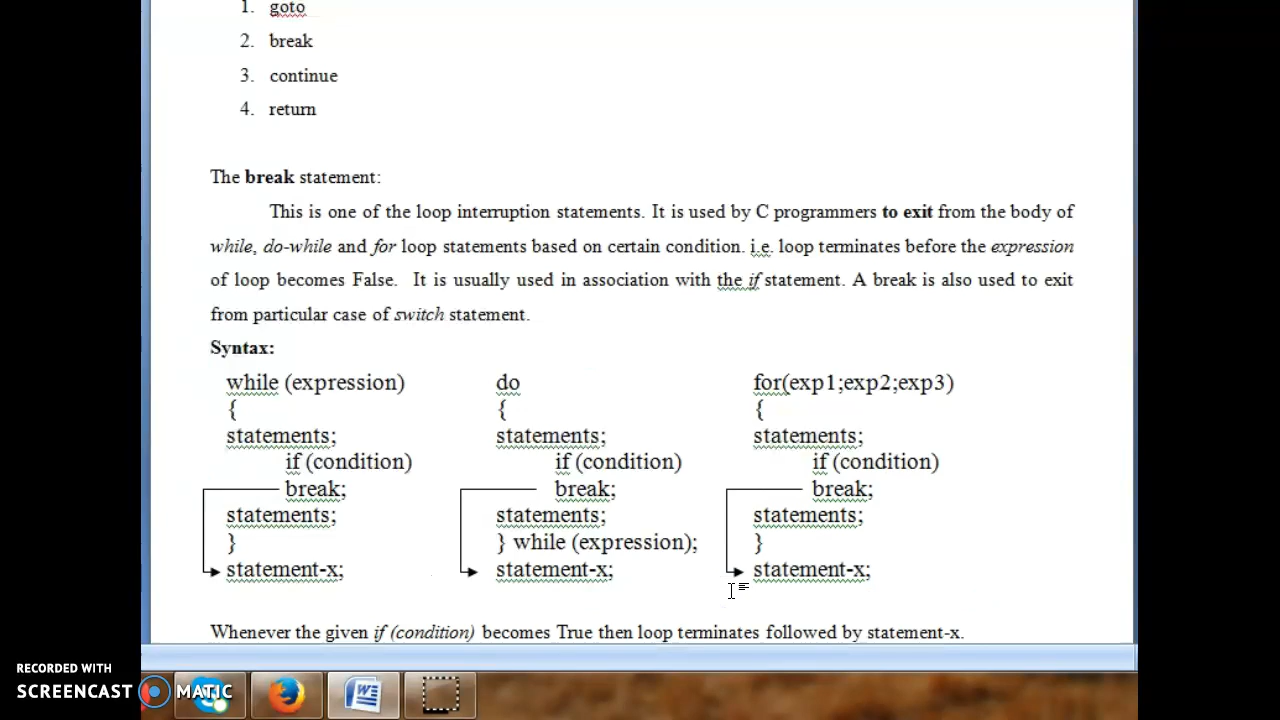 1. goto
2. break
3. continue
4. return
The break statement:
This is one of the loop interruption statements. It is used by C programmers to exit from the body of
while, do-while and for loop statements based on certain condition. i.e. loop terminates before the expression
of loop becomes False. It is usually used in association with the if statement. A break is also used to exit
from particular case of switch statement.
Syntax:
while (expression)
{
statements;
if (condition)
break;
statements;
}
statement-x;
do
{
statements;
if (condition)
break;
statements;
} while (expression);
statement-x;
for(exp1;exp2;exp3)
{
statements;
if (condition)
break;
statements;
}
statement-x;
Whenever the given if (condition) becomes True then loop terminates followed by statement-x.
RECORDED WITH
SCREENCAST MATIC